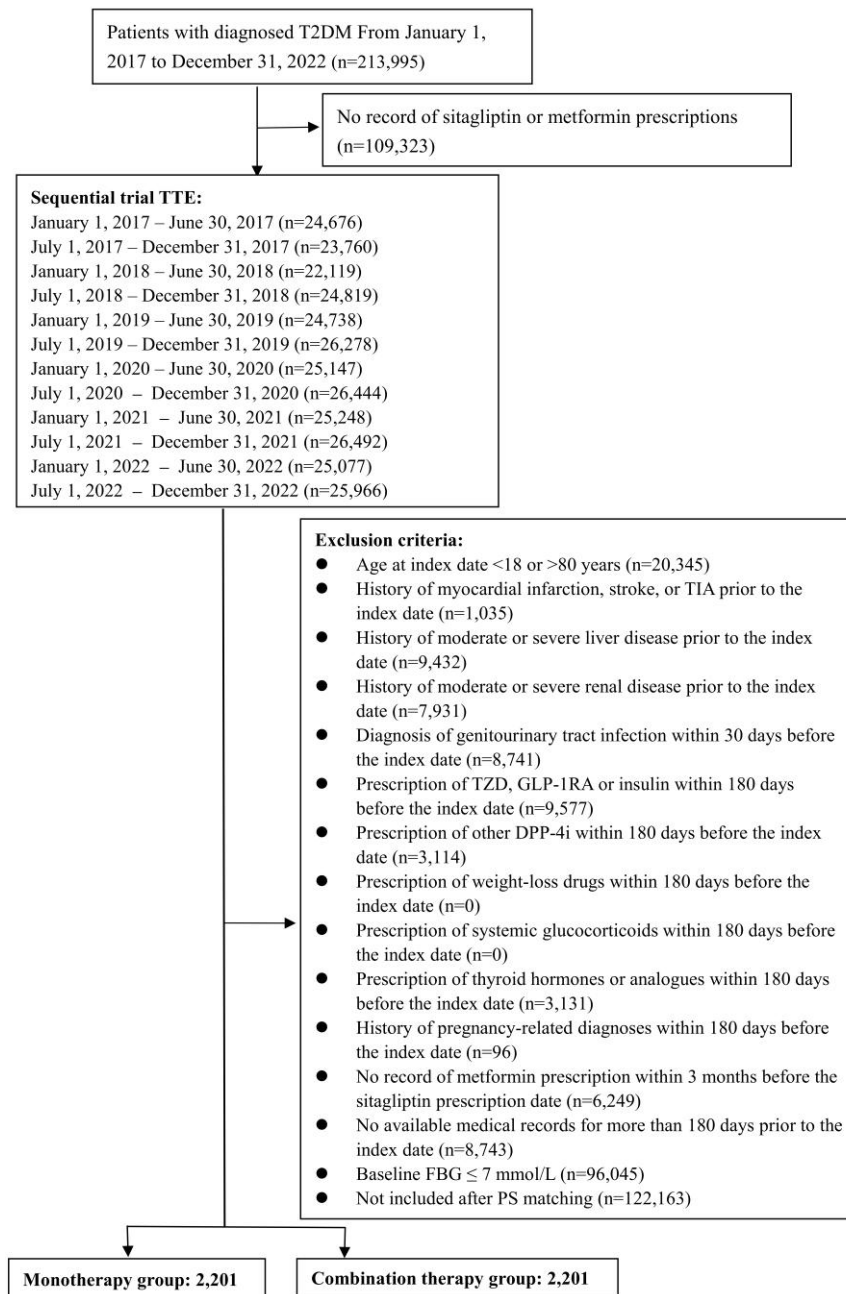 Patients with diagnosed T2DM From January 1,
2017 to December 31, 2022 (n=213,995)
No record of sitagliptin or metformin prescriptions
(n=109,323)
Sequential trial TTE:
January 1, 2017 – June 30, 2017 (n=24,676)
July 1, 2017 – December 31, 2017 (n=23,760)
January 1, 2018 – June 30, 2018 (n=22,119)
July 1, 2018 – December 31, 2018 (n=24,819)
January 1, 2019 – June 30, 2019 (n=24,738)
July 1, 2019 – December 31, 2019 (n=26,278)
January 1, 2020 – June 30, 2020 (n=25,147)
July 1, 2020 – December 31, 2020 (n=26,444)
January 1, 2021 – June 30, 2021 (n=25,248)
July 1, 2021 – December 31, 2021 (n=26,492)
January 1, 2022 – June 30, 2022 (n=25,077)
July 1, 2022 – December 31, 2022 (n=25,966)
Exclusion criteria:
● Age at index date <18 or >80 years (n=20,345)
● History of myocardial infarction, stroke, or TIA prior to the
index date (n=1,035)
● History of moderate or severe liver disease prior to the index
date (n=9,432)
● History of moderate or severe renal disease prior to the index
date (n=7,931)
● Diagnosis of genitourinary tract infection within 30 days before
the index date (n=8,741)
● Prescription of TZD, GLP-1RA or insulin within 180 days
before the index date (n=9,577)
● Prescription of other DPP-4i within 180 days before the index
date (n=3,114)
● Prescription of weight-loss drugs within 180 days before the
index date (n=0)
● Prescription of systemic glucocorticoids within 180 days before
the index date (n=0)
● Prescription of thyroid hormones or analogues within 180 days
before the index date (n=3,131)
● History of pregnancy-related diagnoses within 180 days before
the index date (n=96)
● No record of metformin prescription within 3 months before the
sitagliptin prescription date (n=6,249)
● No available medical records for more than 180 days prior to the
index date (n=8,743)
● Baseline FBG ≤ 7 mmol/L (n=96,045)
● Not included after PS matching (n=122,163)
Monotherapy group: 2,201
Combination therapy group: 2,201